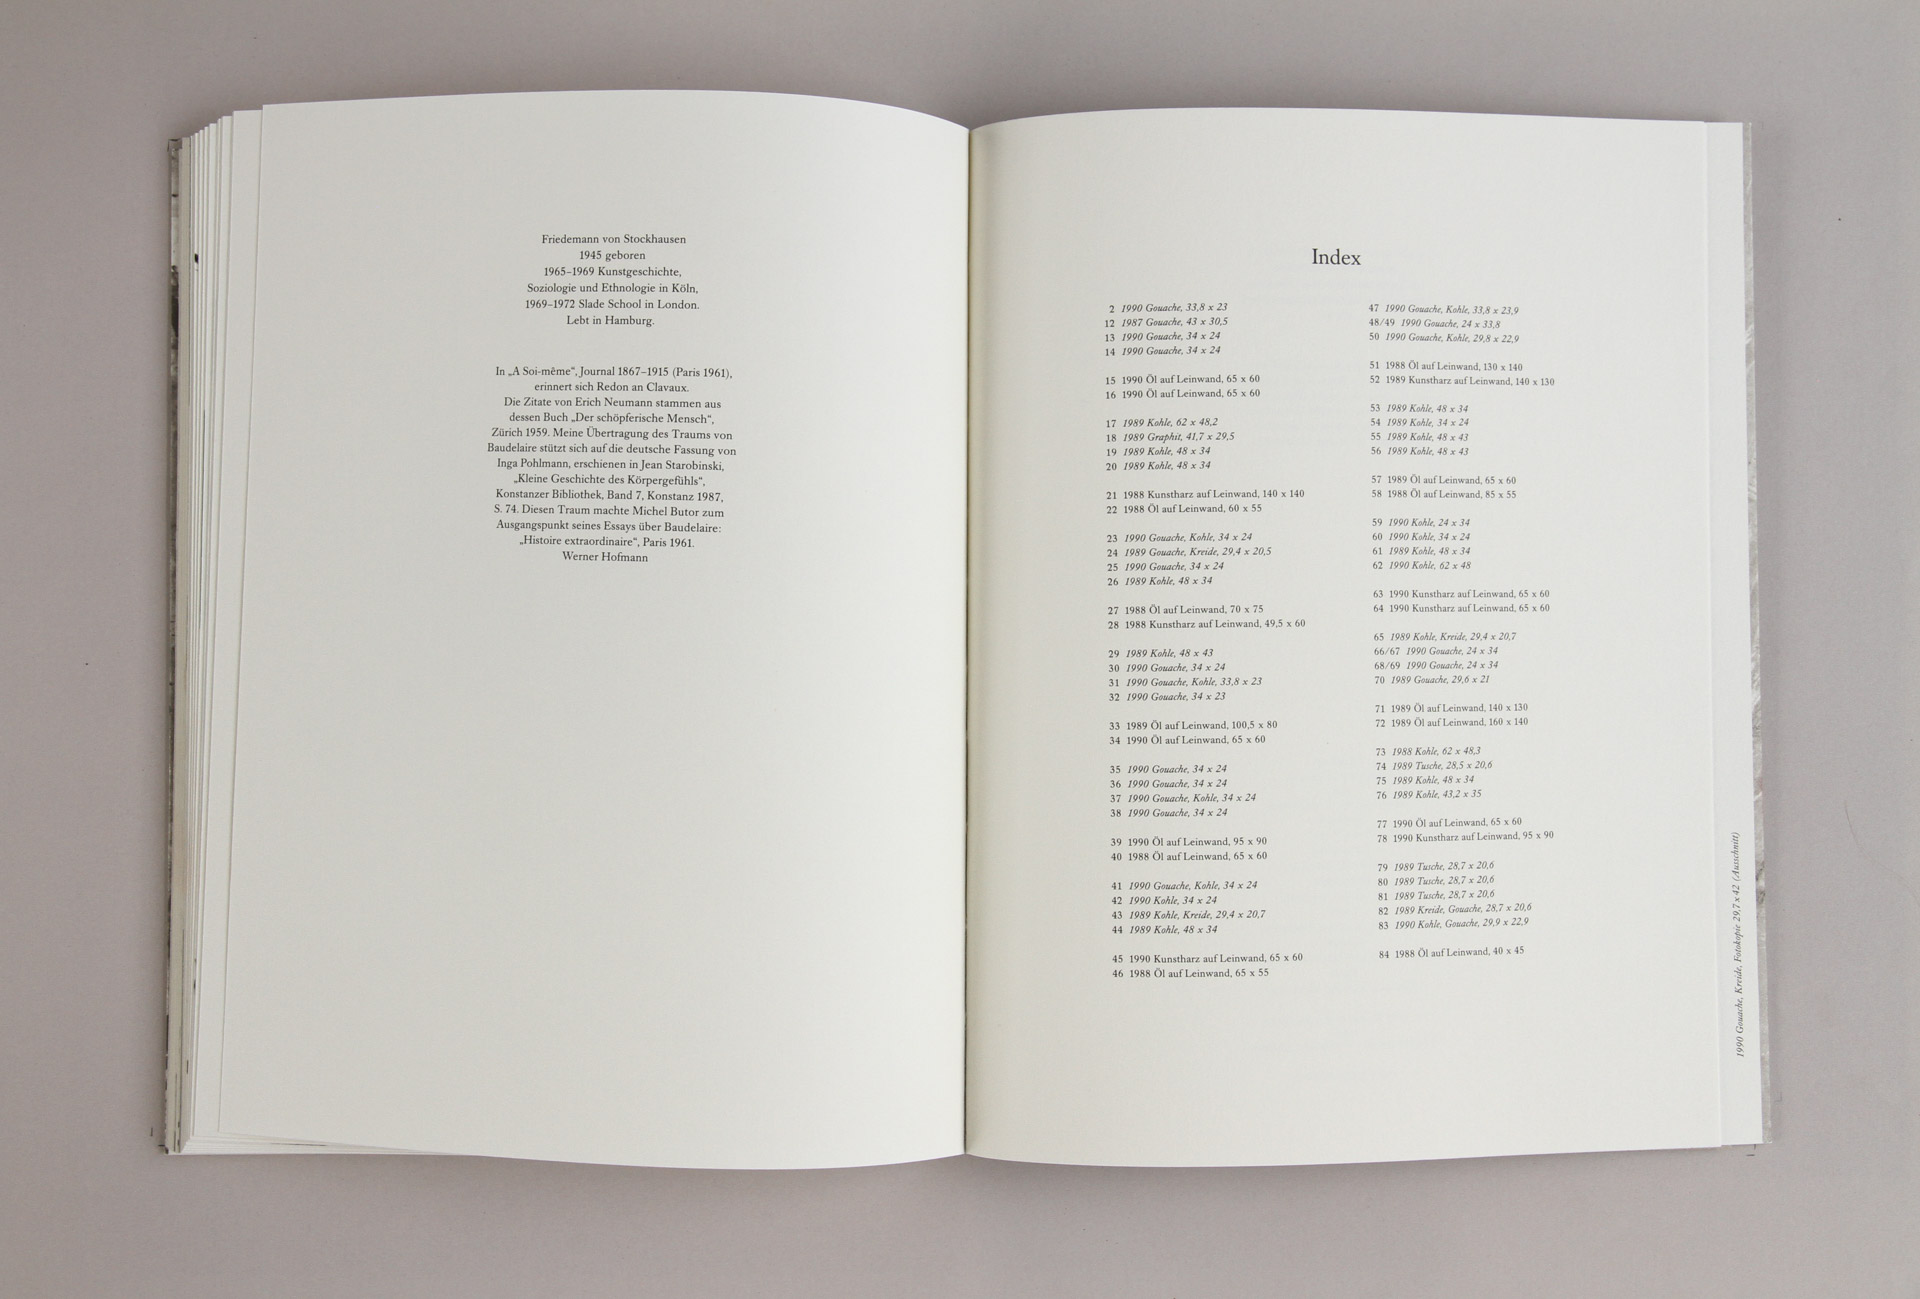 Friedemann von Stockhausen
1945 geboren
1965–1969 Kunstgeschichte,
Soziologie und Ethnologie in Köln,
1969–1972 Slade School in London.
Lebt in Hamburg.
In „A Soi-même“, Journal 1867–1915 (Paris 1961),
erinnert sich Redon an Clavaux.
Die Zitate von Erich Neumann stammen aus
dessen Buch „Der schöpferische Mensch“,
Zürich 1959. Meine Übertragung des Traums von
Baudelaire stützt sich auf die deutsche Fassung von
Inga Pohlmann, erschienen in Jean Starobinski,
„Kleine Geschichte des Körpergefühls“,
Konstanzer Bibliothek, Band 7, Konstanz 1987,
S. 74. Diesen Traum machte Michel Butor zum
Ausgangspunkt seines Essays über Baudelaire:
„Histoire extraordinaire“, Paris 1961.
Werner Hofmann
Index
2 1990 Gouache, 33,8 x 23
12 1987 Gouache, 43 x 30,5
13 1990 Gouache, 34 x 24
14 1990 Gouache, 34 x 24
15 1990 Öl auf Leinwand, 65 x 60
16 1990 Öl auf Leinwand, 65 x 60
17 1989 Kohle, 62 x 48,2
18 1989 Graphit, 41,7 x 29,5
19 1989 Kohle, 48 x 34
20 1989 Kohle, 48 x 34
21 1988 Kunstharz auf Leinwand, 140 x 140
22 1988 Öl auf Leinwand, 60 x 55
23 1990 Gouache, Kohle, 34 x 24
24 1989 Gouache, Kreide, 29,4 x 20,5
25 1990 Gouache, 34 x 24
26 1989 Kohle, 48 x 34
27 1988 Öl auf Leinwand, 70 x 75
28 1988 Kunstharz auf Leinwand, 49,5 x 60
29 1989 Kohle, 48 x 43
30 1990 Gouache, 34 x 24
31 1990 Gouache, Kohle, 33,8 x 23
32 1990 Gouache, 34 x 23
33 1989 Öl auf Leinwand, 100,5 x 80
34 1990 Öl auf Leinwand, 65 x 60
35 1990 Gouache, 34 x 24
36 1990 Gouache, 34 x 24
37 1990 Gouache, Kohle, 34 x 24
38 1990 Gouache, 34 x 24
39 1990 Öl auf Leinwand, 95 x 90
40 1988 Öl auf Leinwand, 65 x 60
41 1990 Gouache, Kohle, 34 x 24
42 1990 Kohle, 34 x 24
43 1989 Kohle, Kreide, 29,4 x 20,7
44 1989 Kohle, 48 x 34
45 1990 Kunstharz auf Leinwand, 65 x 60
46 1988 Öl auf Leinwand, 65 x 55
47 1990 Gouache, Kohle, 33,8 x 23,9
48/49 1990 Gouache, 24 x 33,8
50 1990 Gouache, Kohle, 29,8 x 22,9
51 1988 Öl auf Leinwand, 130 x 140
52 1989 Kunstharz auf Leinwand, 140 x 130
53 1989 Kohle, 48 x 34
54 1989 Kohle, 34 x 24
55 1989 Kohle, 48 x 43
56 1989 Kohle, 48 x 43
57 1989 Öl auf Leinwand, 65 x 60
58 1988 Öl auf Leinwand, 85 x 55
59 1990 Kohle, 24 x 34
60 1990 Kohle, 34 x 24
61 1989 Kohle, 48 x 34
62 1990 Kohle, 62 x 48
63 1990 Kunstharz auf Leinwand, 65 x 60
64 1990 Kunstharz auf Leinwand, 65 x 60
65 1989 Kohle, Kreide, 29,4 x 20,7
66/67 1990 Gouache, 24 x 34
68/69 1990 Gouache, 24 x 34
70 1989 Gouache, 29,6 x 21
71 1989 Öl auf Leinwand, 140 x 130
72 1989 Öl auf Leinwand, 160 x 140
73 1988 Kohle, 62 x 48,3
74 1989 Tusche, 28,5 x 20,6
75 1989 Kohle, 48 x 34
76 1989 Kohle, 43,2 x 35
77 1990 Öl auf Leinwand, 65 x 60
78 1990 Kunstharz auf Leinwand, 95 x 90
79 1989 Tusche, 28,7 x 20,6
80 1989 Tusche, 28,7 x 20,6
81 1989 Tusche, 28,7 x 20,6
82 1989 Kreide, Gouache, 28,7 x 20,6
83 1990 Kohle, Gouache, 29,9 x 22,9
84 1988 Öl auf Leinwand, 40 x 45
1990 Gouache, Kreide, Fotokopie 29,7 x 42 (Ausschnitt)